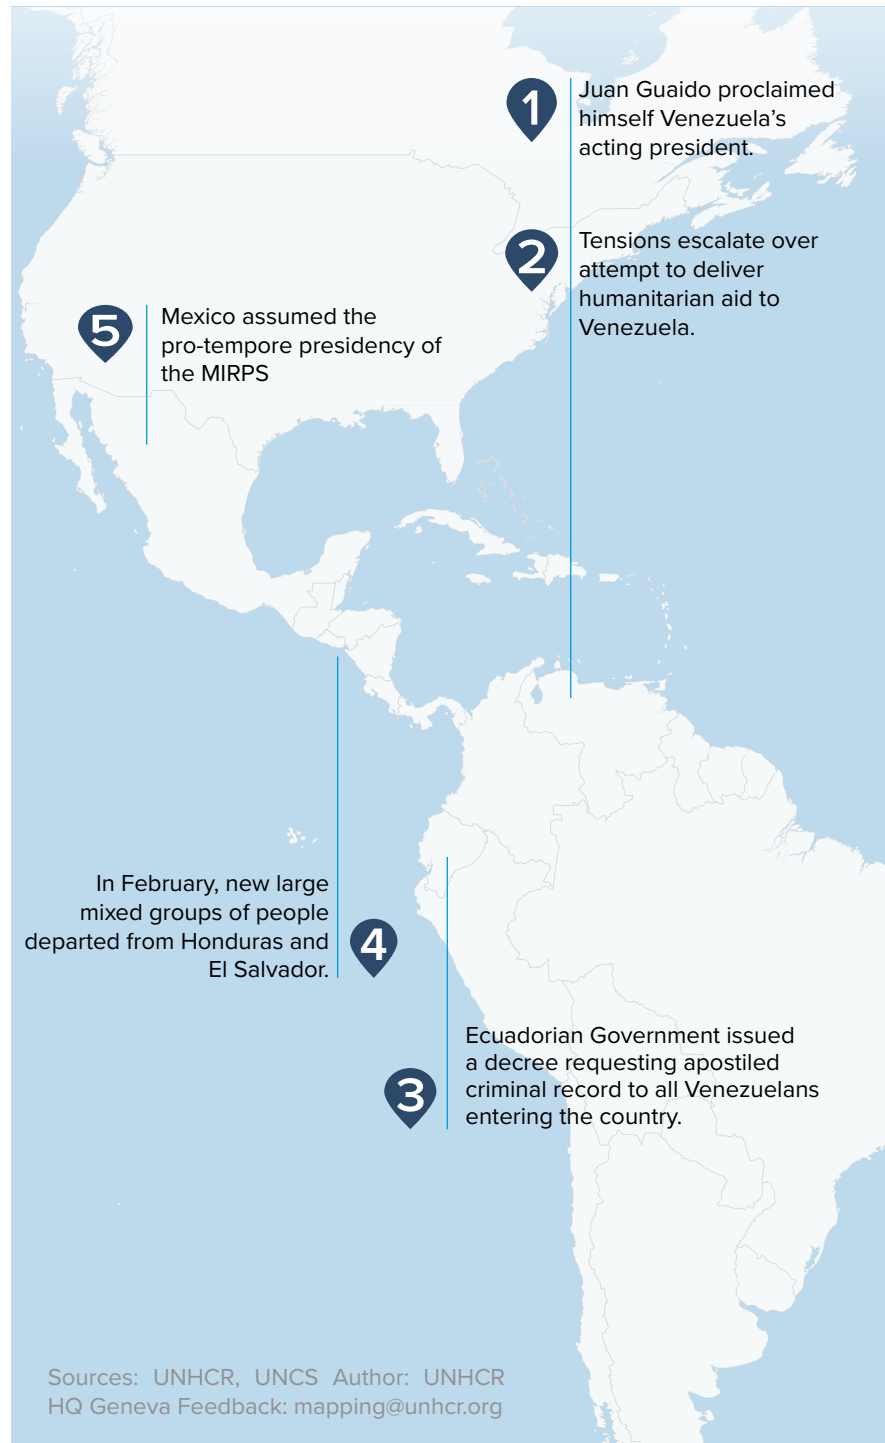 1
Juan Guaido proclaimed
himself Venezuela's
acting president.
2
Tensions escalate over
attempt to deliver
humanitarian aid to
Venezuela.
5
Mexico assumed the
pro-tempore presidency of
the MIRPS
In February, new large
mixed groups of people
departed from Honduras and
El Salvador.
4
Ecuadorian Government issued
a decree requesting apostiled
criminal record to all Venezuelans
entering the country.
3
Sources: UNHCR, UNCS Author: UNHCR
HQ Geneva Feedback: mapping@unhcr.org